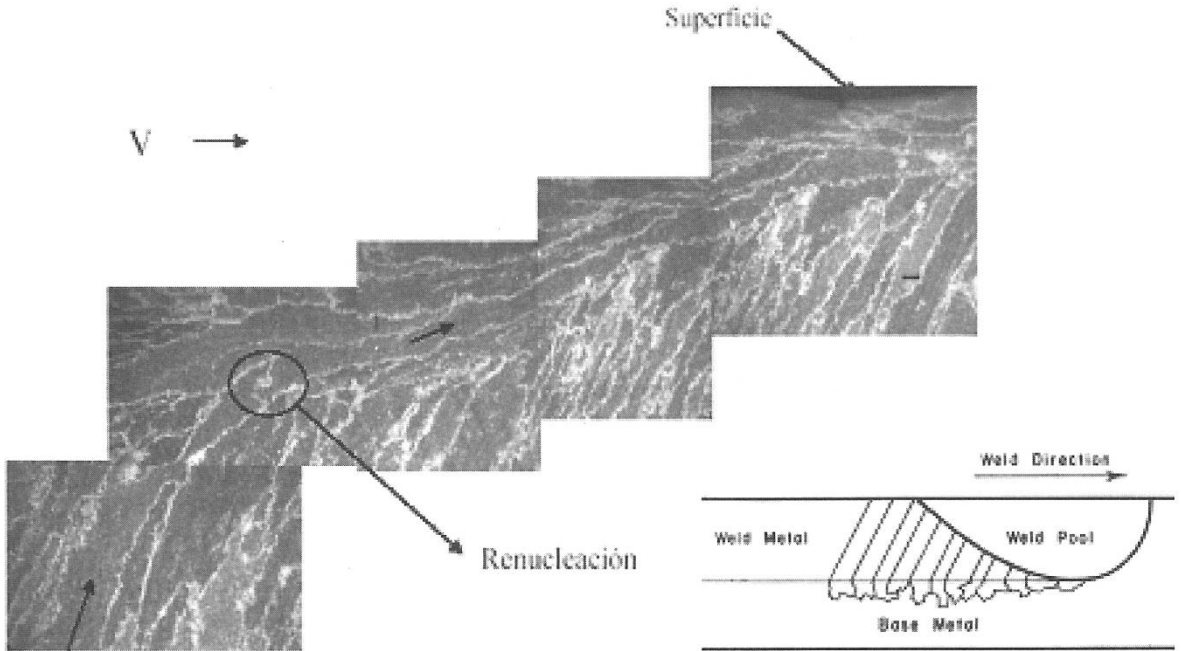 Superficie
V
Renucleación
Weld Direction
Weld Metal
Weld Pool
Base Metal